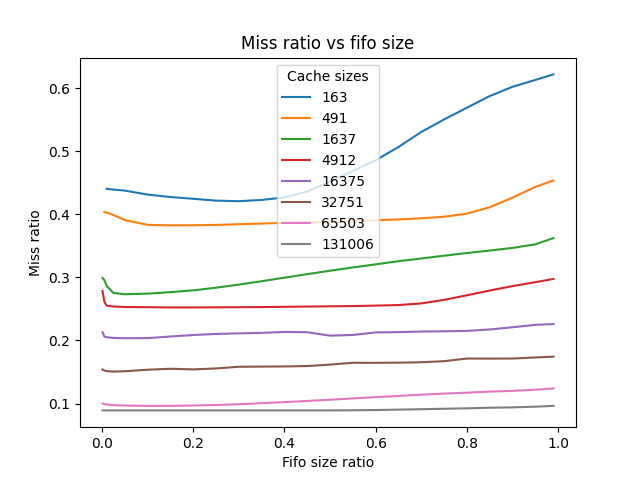 Miss ratio vs fifo size
Cache sizes
163
491
1637
4912
16375
32751
65503
131006
Miss ratio
0.6
0.5
0.4
0.3
0.2
0.1
0.0 0.2 0.4 0.6 0.8 1.0
Fifo size ratio